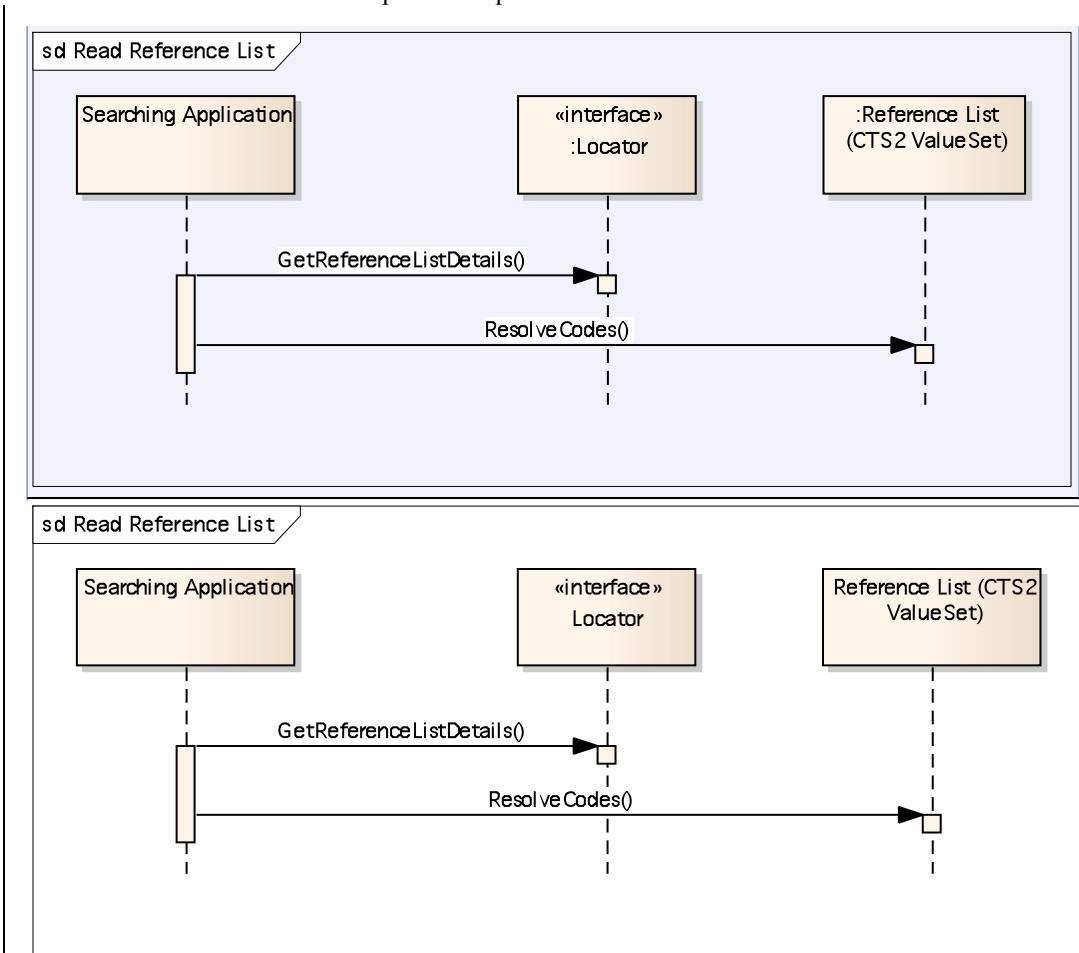 sd Read Reference List
Searching Application
«interface»
:Locator
:Reference List
(CTS2 ValueSet)
GetReferenceListDetails()
ResolveCodes()
sd Read Reference List
Searching Application
«interface»
Locator
Reference List (CTS2
ValueSet)
GetReferenceListDetails()
ResolveCodes()